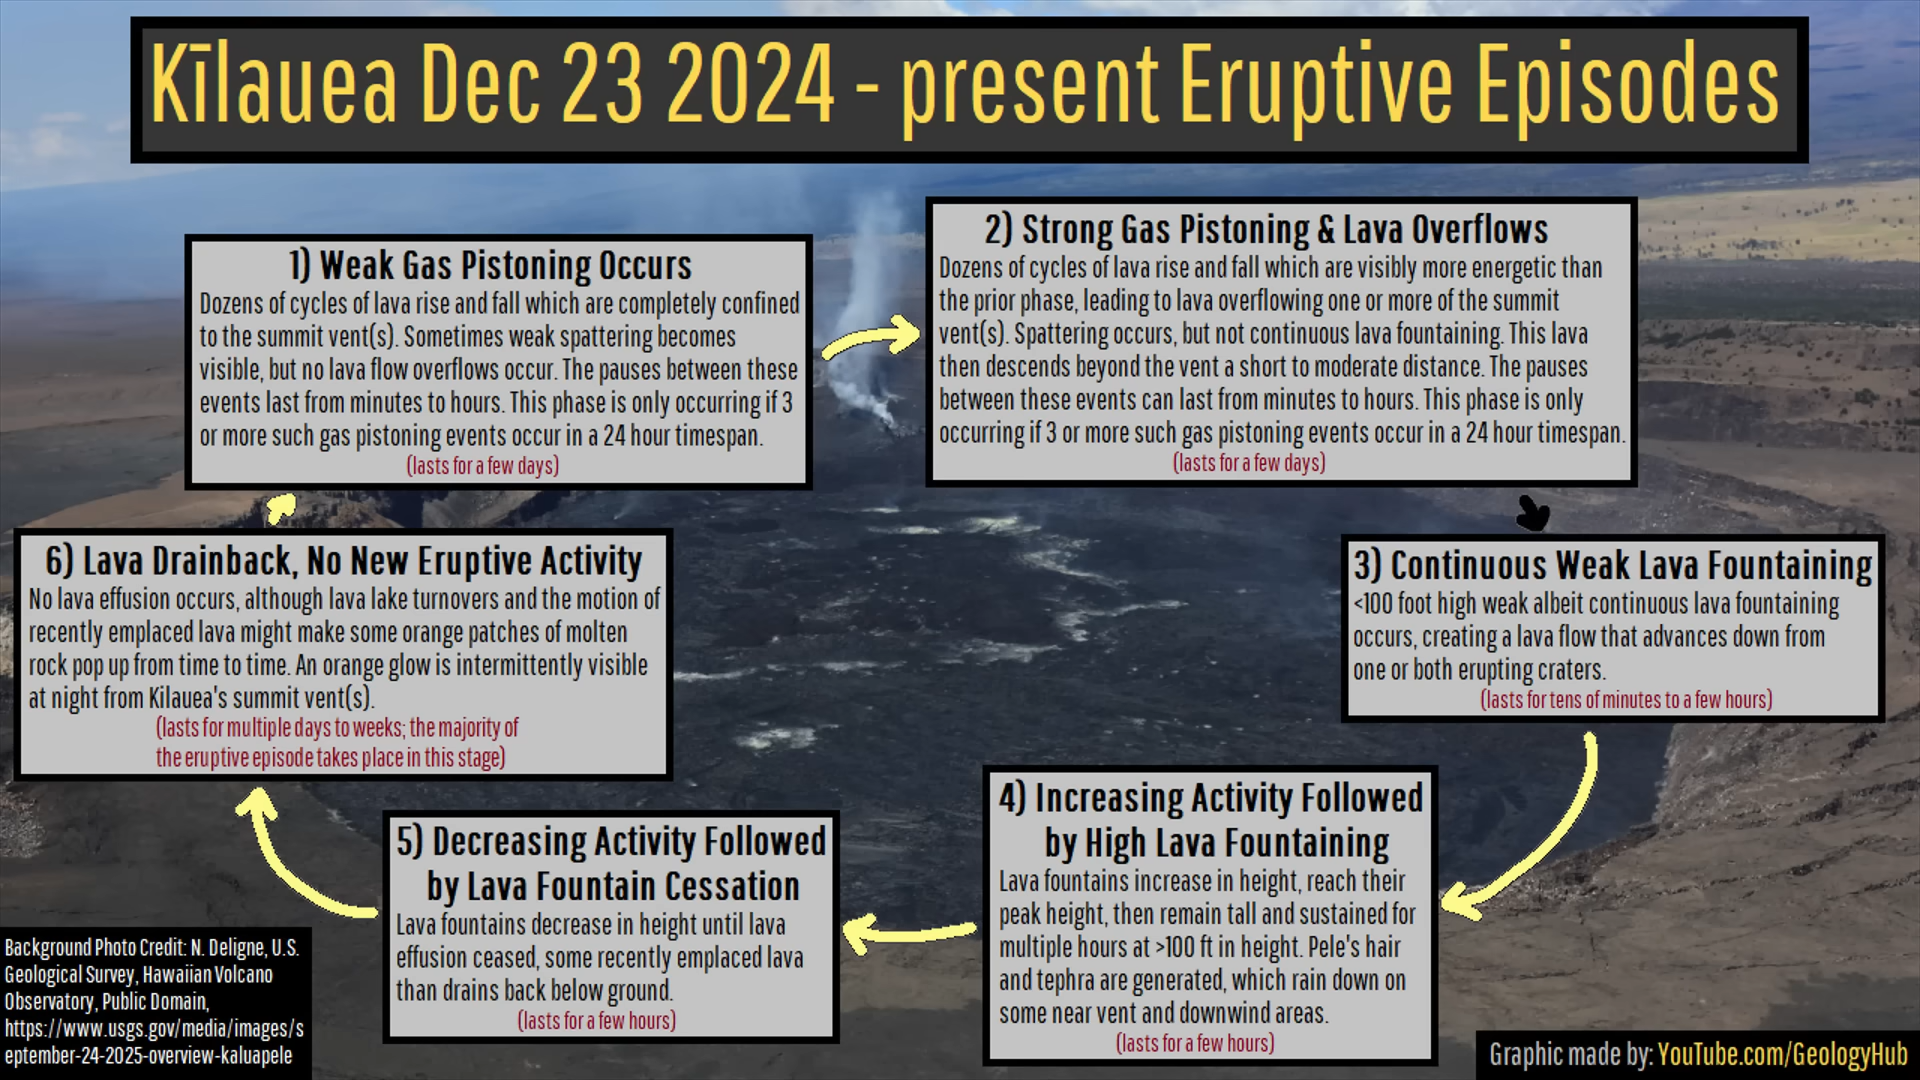 Kīlauea Dec 23 2024 - present Eruptive Episodes
1) Weak Gas Pistoning Occurs
Dozens of cycles of lava rise and fall which are completely confined
to the summit vent(s). Sometimes weak spattering becomes
visible, but no lava flow overflows occur. The pauses between these
events last from minutes to hours. This phase is only occurring if 3
or more such gas pistoning events occur in a 24 hour timespan.
(lasts for a few days)
2) Strong Gas Pistoning & Lava Overflows
Dozens of cycles of lava rise and fall which are visibly more energetic than
the prior phase, leading to lava overflowing one or more of the summit
vent(s). Spattering occurs, but not continuous lava fountaining. This lava
then descends beyond the vent a short to moderate distance. The pauses
between these events can last from minutes to hours. This phase is only
occurring if 3 or more such gas pistoning events occur in a 24 hour timespan.
(lasts for a few days)
3) Continuous Weak Lava Fountaining
<100 foot high weak albeit continuous lava fountaining
occurs, creating a lava flow that advances down from
one or both erupting craters.
(lasts for tens of minutes to a few hours)
4) Increasing Activity Followed
by High Lava Fountaining
Lava fountains increase in height, reach their
peak height, then remain tall and sustained for
multiple hours at >100 ft in height. Pele's hair
and tephra are generated, which rain down on
some near vent and downwind areas.
(lasts for a few hours)
5) Decreasing Activity Followed
by Lava Fountain Cessation
Lava fountains decrease in height until lava
effusion ceased, some recently emplaced lava
than drains back below ground.
(lasts for a few hours)
6) Lava Drainback, No New Eruptive Activity
No lava effusion occurs, although lava lake turnovers and the motion of
recently emplaced lava might make some orange patches of molten
rock pop up from time to time. An orange glow is intermittently visible
at night from Kilauea's summit vent(s).
(lasts for multiple days to weeks; the majority of
the eruptive episode takes place in this stage)
Background Photo Credit: N. Deligne, U.S.
Geological Survey, Hawaiian Volcano
Observatory, Public Domain,
https://www.usgs.gov/media/images/s
eptember-24-2025-overview-kaluapele
Graphic made by: YouTube.com/GeologyHub